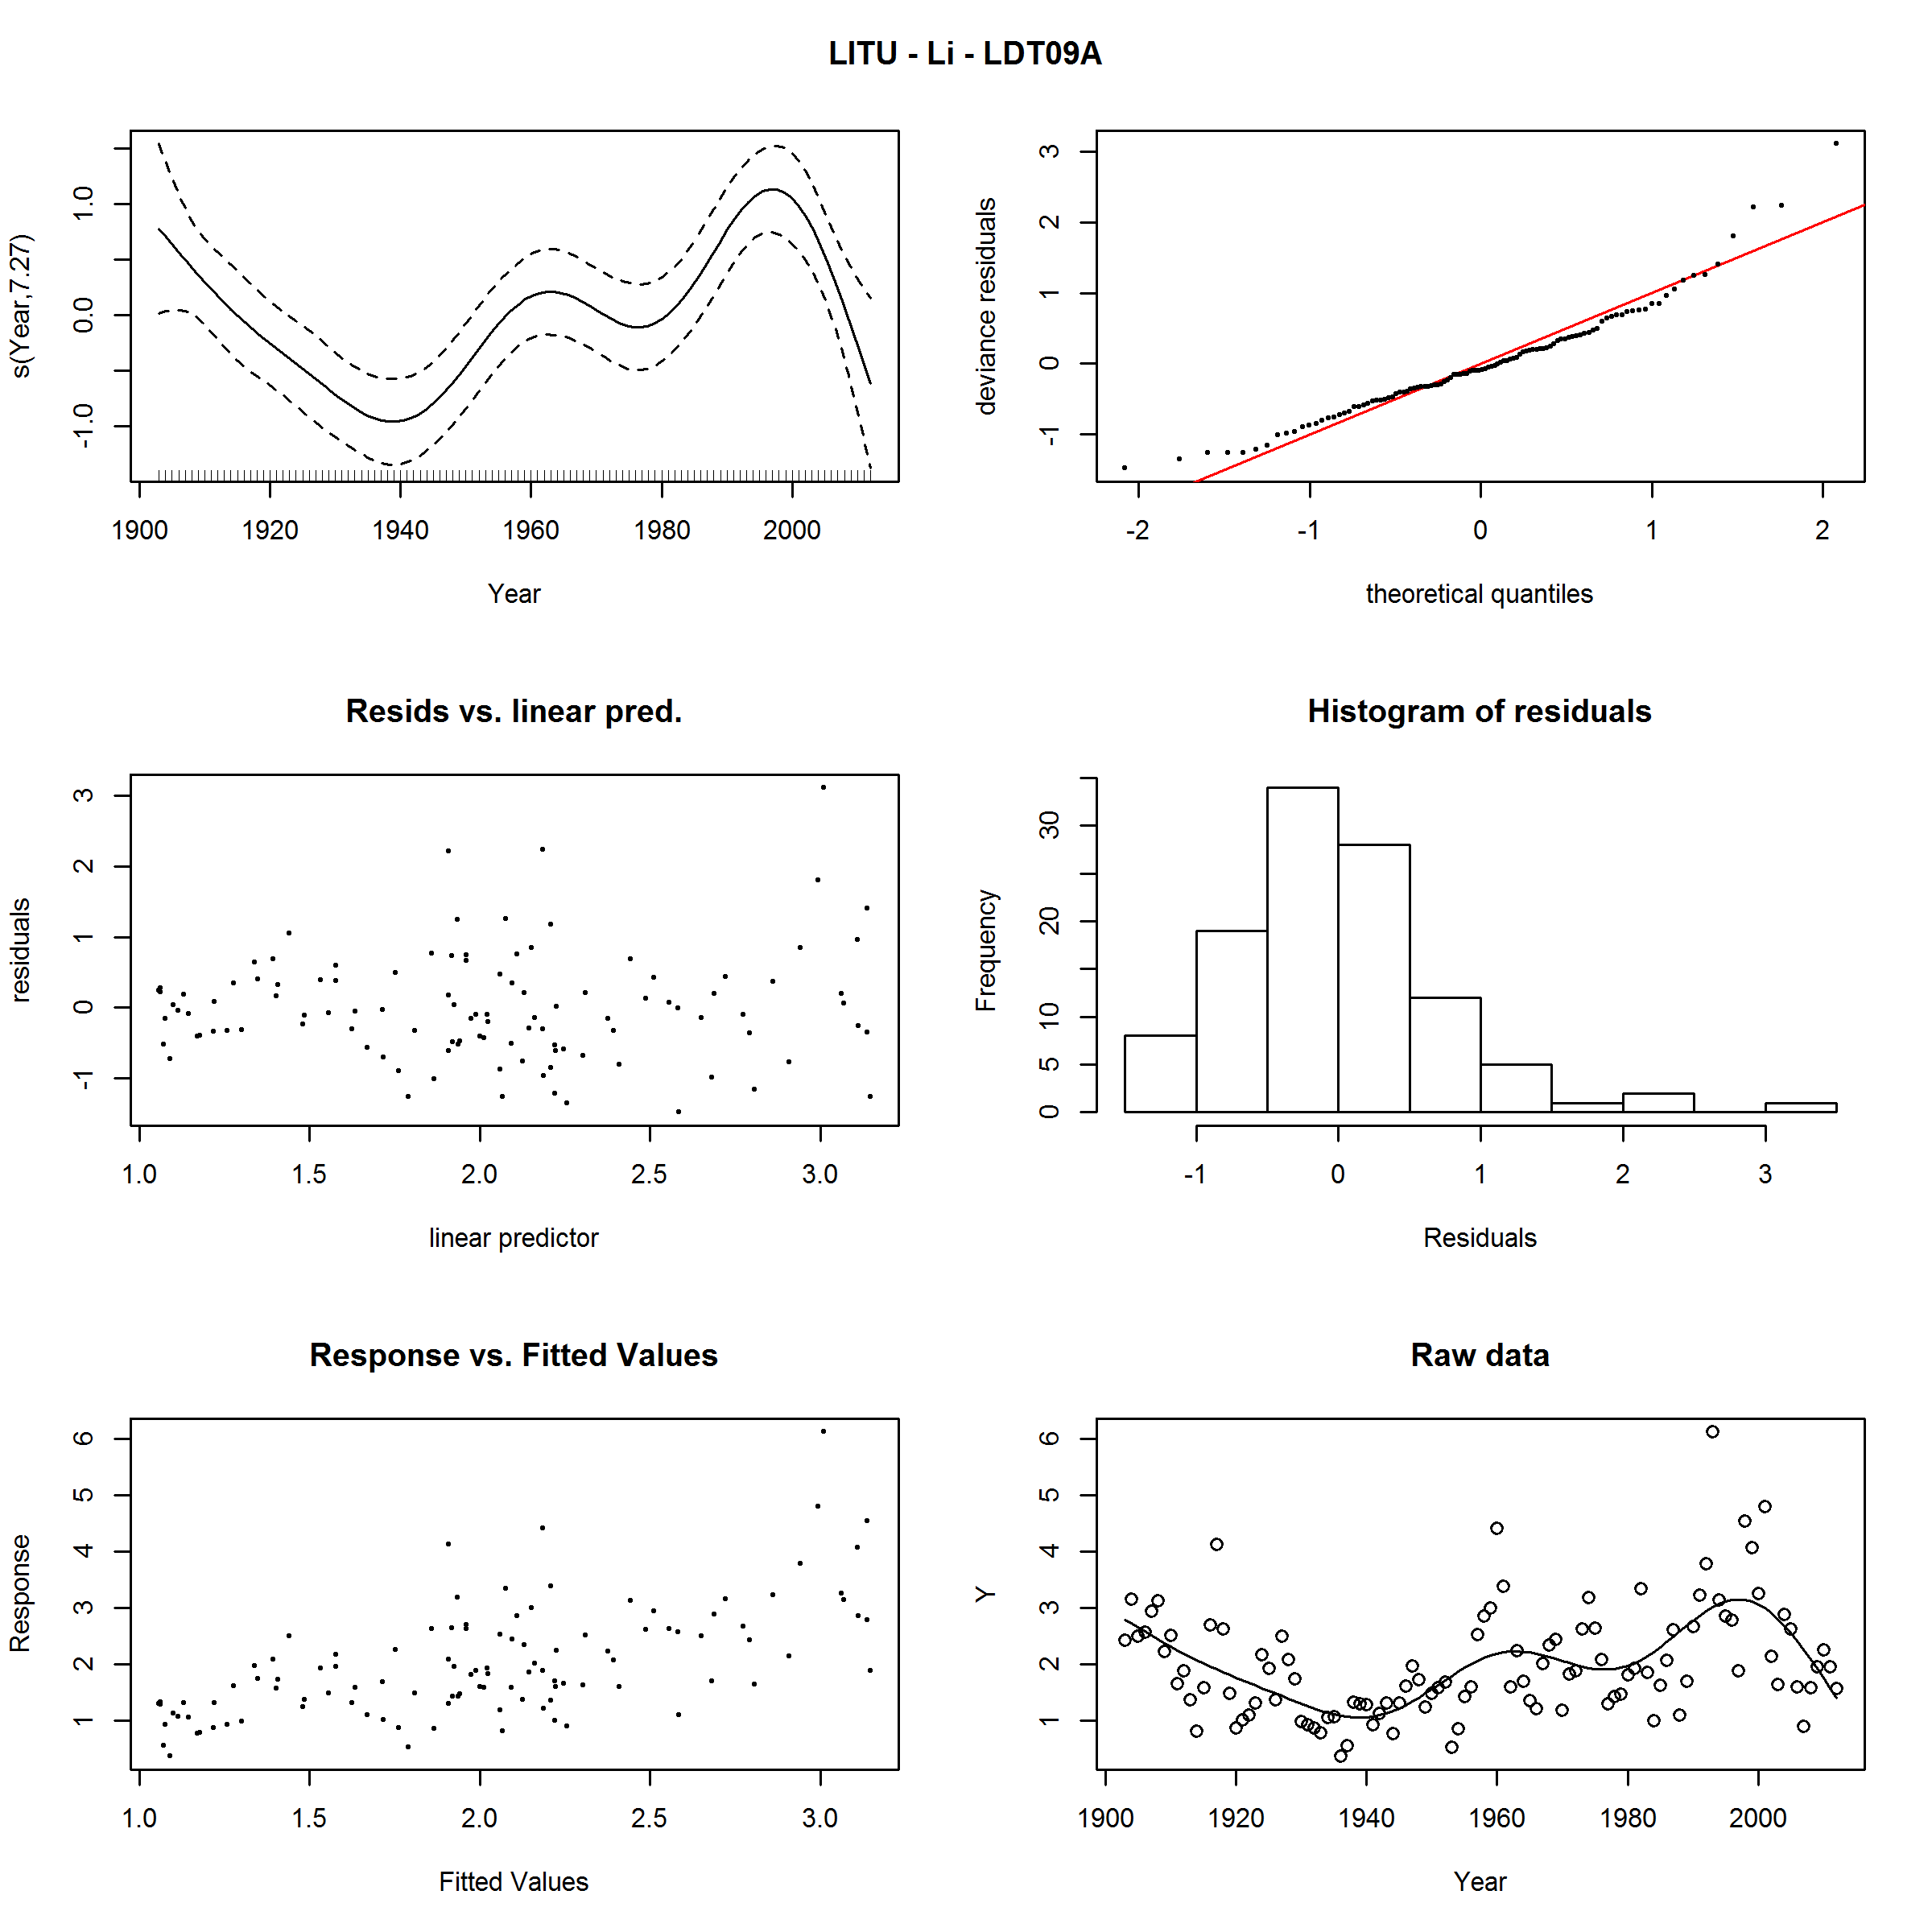 LITU - Li - LDT09A
s(Year,7.27)
1.0
0.0
-1.0
1900 1920 1940 1960 1980 2000
Year
deviance residuals
3
2
1
0
-1
-2 -1 0 1 2
theoretical quantiles
Resids vs. linear pred.
residuals
3
2
1
0
-1
1.0 1.5 2.0 2.5 3.0
linear predictor
Histogram of residuals
Frequency
30
20
10
5
0
-1 0 1 2 3
Residuals
Response vs. Fitted Values
Response
6
5
4
3
2
1
1.0 1.5 2.0 2.5 3.0
Fitted Values
Raw data
Y
6
5
4
3
2
1
1900 1920 1940 1960 1980 2000
Year